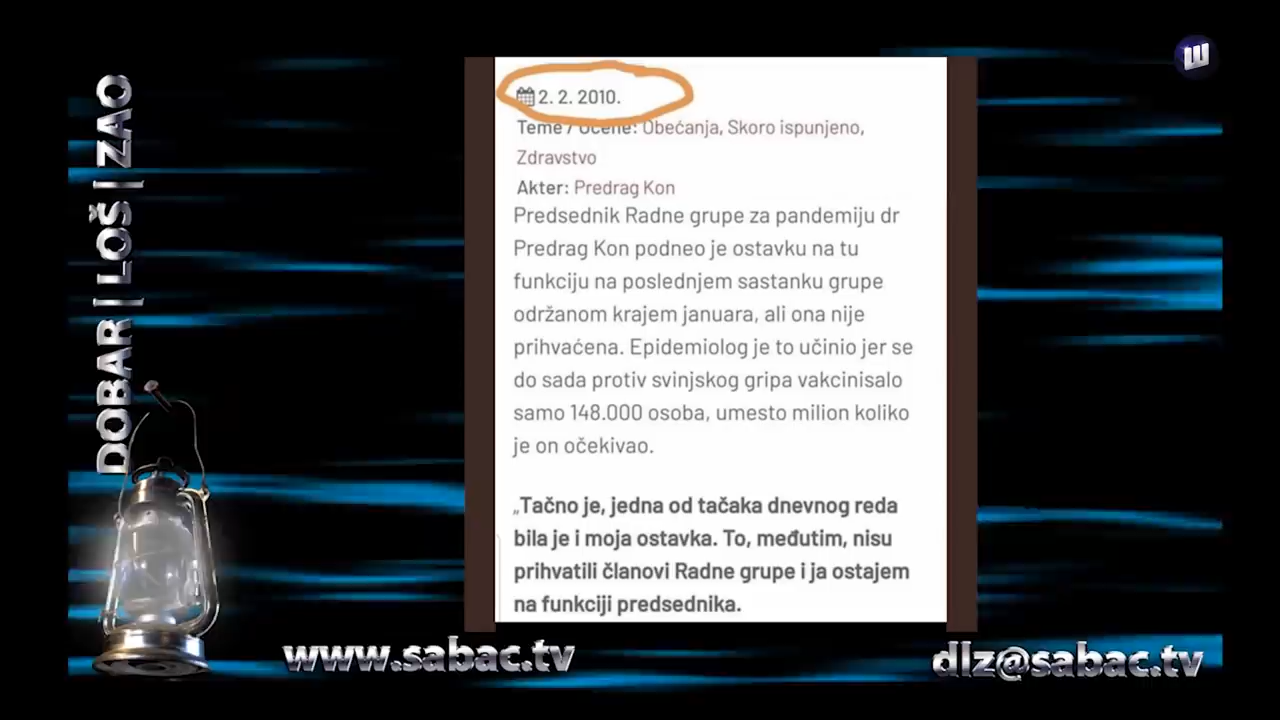 DOBAR | LOŠ | ZAO
Ш
2. 2. 2010.
Teme / Ocene: Obećanja, Skoro ispunjeno,
Zdravstvo
Akter: Predrag Kon
Predsednik Radne grupe za pandemiju dr
Predrag Kon podneo je ostavku na tu
funkciju na poslednjem sastanku grupe
održanom krajem januara, ali ona nije
prihvaćena. Epidemiolog je to učinio jer se
do sada protiv svinjskog gripa vakcinisalo
samo 148.000 osoba, umesto milion koliko
je on očekivao.
„Tačno je, jedna od tačaka dnevnog reda
bila je i moja ostavka. To, međutim, nisu
prihvatili članovi Radne grupe i ja ostajem
na funkciji predsednika.
www.sabac.tv
dlz@sabac.tv